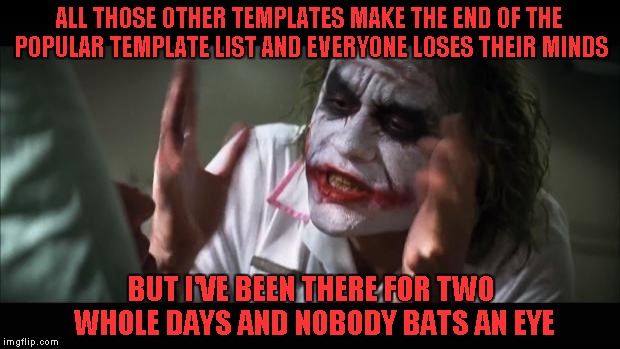 ALL THOSE OTHER TEMPLATES MAKE THE END OF THE
POPULAR TEMPLATE LIST AND EVERYONE LOSES THEIR MINDS
BUT I'VE BEEN THERE FOR TWO
WHOLE DAYS AND NOBODY BATS AN EYE
imgflip.com